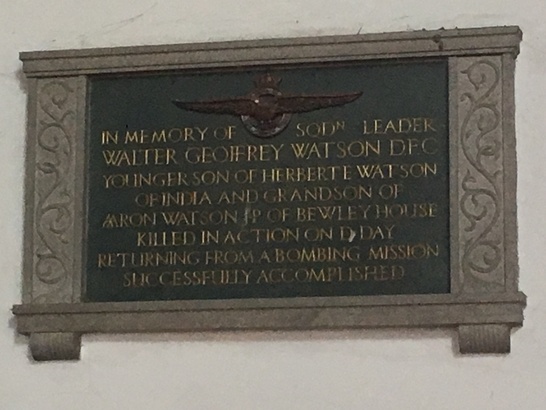 IN MEMORY OF SQDN LEADER
WALTER GEOFFREY WATSON DFC
YOUNGER SON OF HERBERT E WATSON
OF INDIA AND GRANDSON OF
AARON WATSON JP OF BEWLEY HOUSE
KILLED IN ACTION ON D DAY
RETURNING FROM A BOMBING MISSION
SUCCESSFULLY ACCOMPLISHED